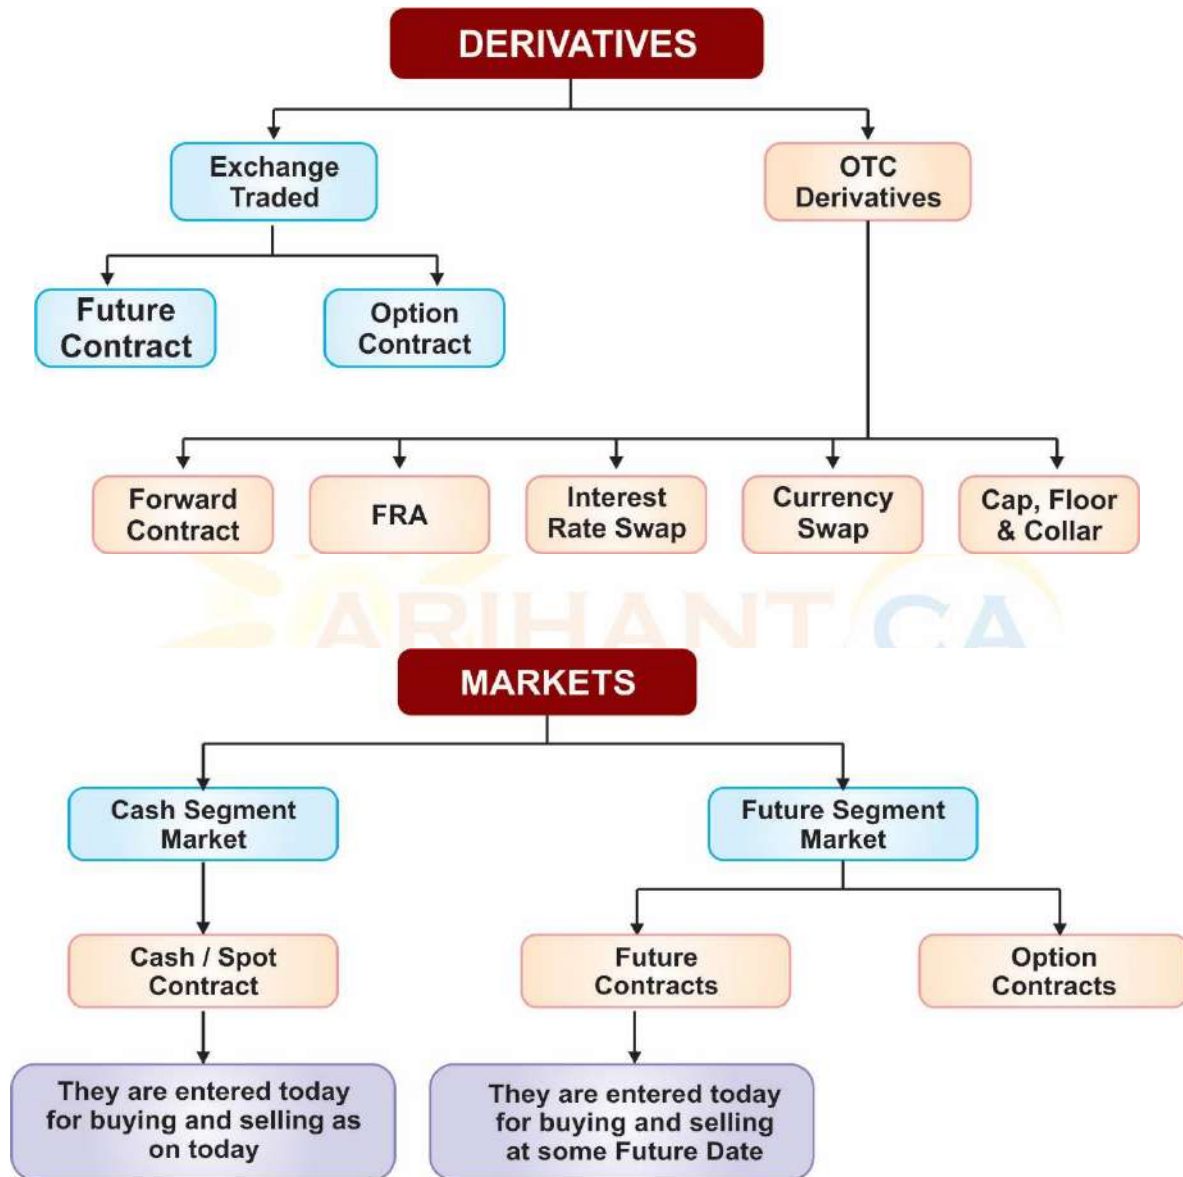 DERIVATIVES
Exchange
Traded
OTC
Derivatives
Future
Contract
Option
Contract
Forward
Contract
FRA
Interest
Rate Swap
Currency
Swap
Cap, Floor
& Collar
ARIHANT CA
MARKETS
Cash Segment
Market
Future Segment
Market
Cash / Spot
Contract
Future
Contracts
Option
Contracts
They are entered today
for buying and selling as
on today
They are entered today
for buying and selling
at some Future Date